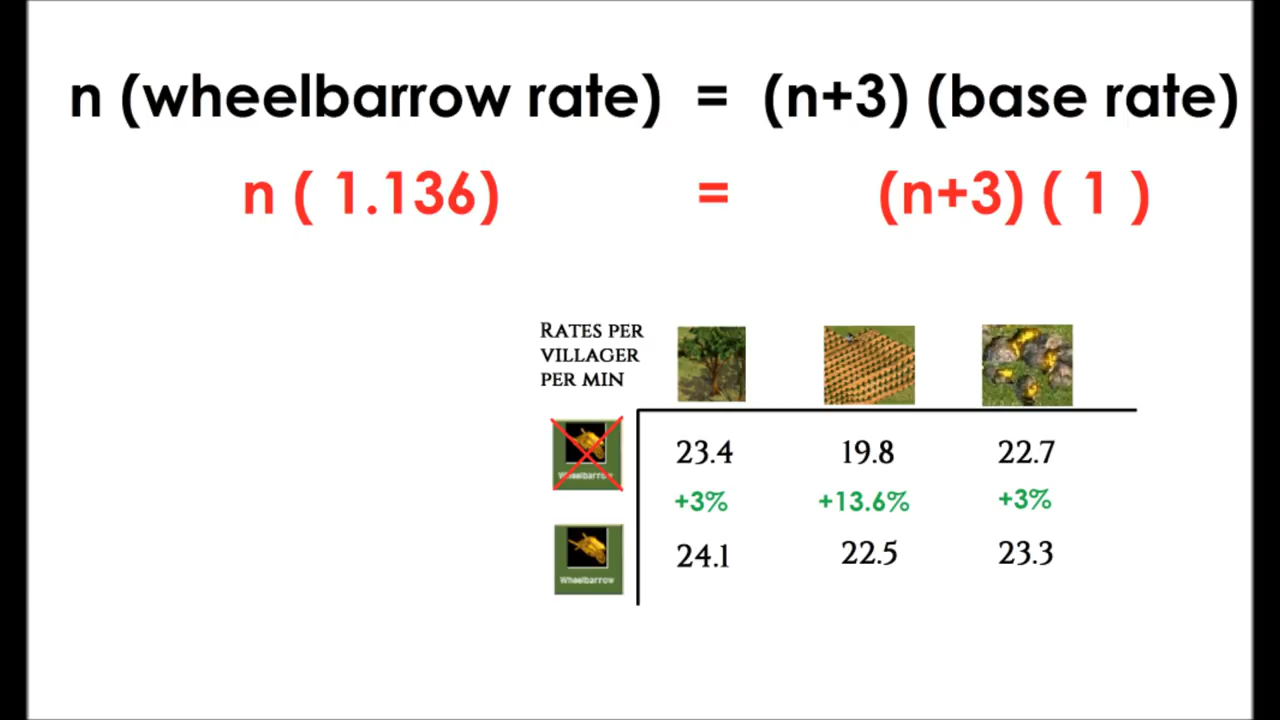 n (wheelbarrow rate) = (n+3) (base rate)
n ( 1.136) = (n+3) ( 1 )
Rates per
villager
per min
Wheelbarrow
23.4 19.8 22.7
+3% +13.6% +3%
Wheelbarrow
24.1 22.5 23.3